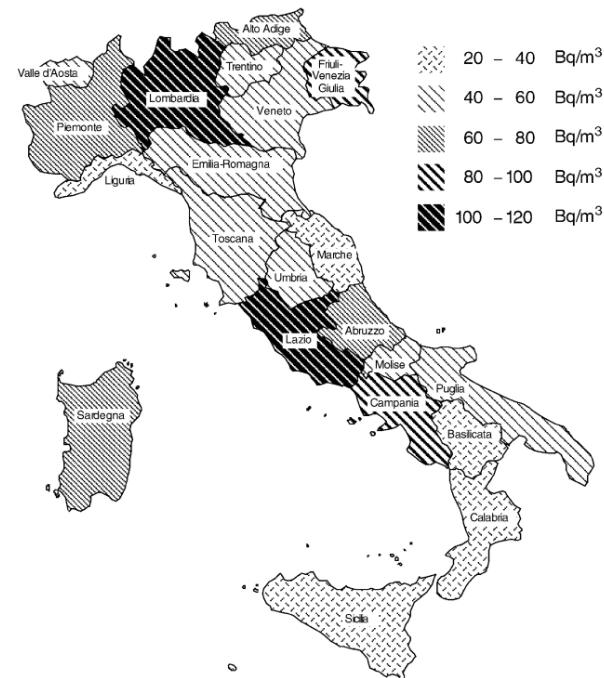 Alto Adige
Valle d'Aosta
Trentino
Friuli-
Venezia
Giulia
Lombardia
Veneto
Piemonte
Emilia-Romagna
Liguria
Toscana
Marche
Umbria
Lazio
Abruzzo
Molise
Campania
Puglia
Basilicata
Sardegna
Calabria
Sicilia
20 – 40 Bq/m³
40 – 60 Bq/m³
60 – 80 Bq/m³
80 –100 Bq/m³
100 –120 Bq/m³